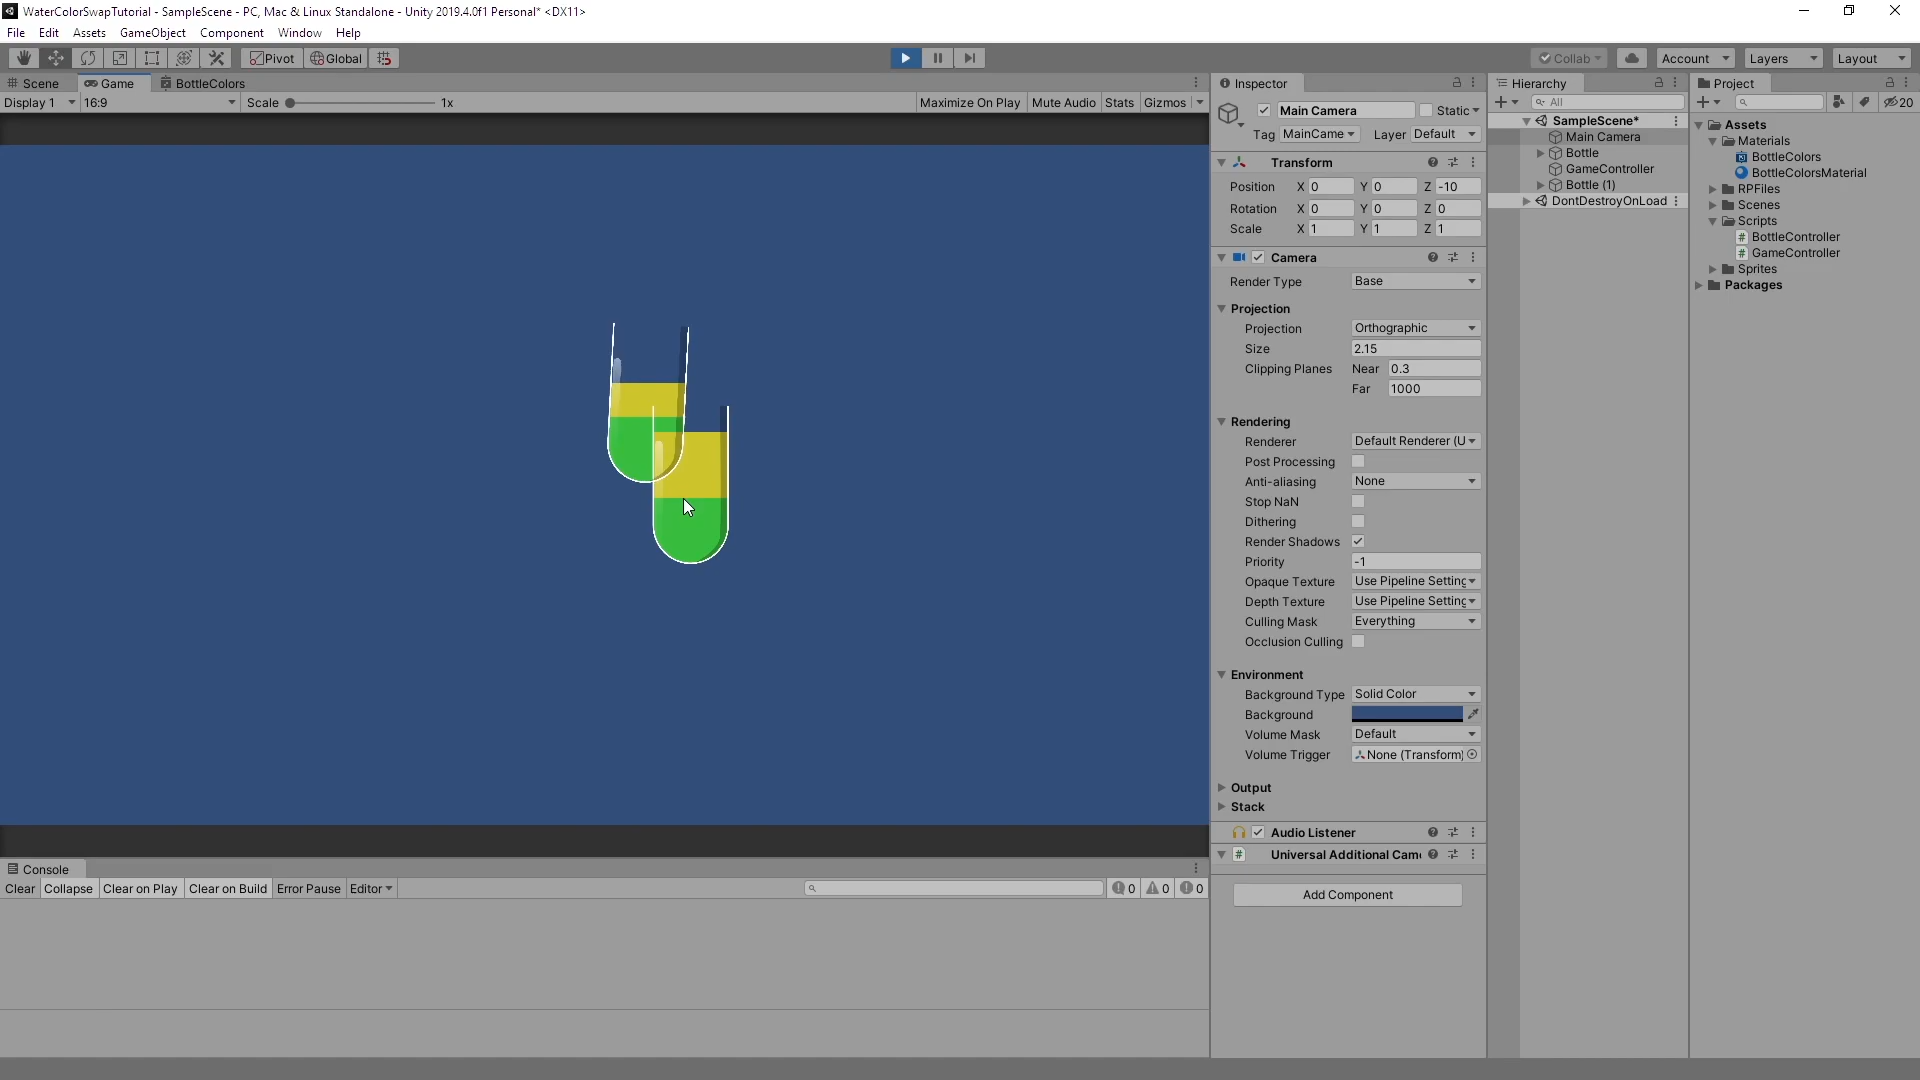 WaterColorSwapTutorial - SampleScene - PC, Mac & Linux Standalone - Unity 2019.4.0f1 Personal* <DX11>
File Edit Assets GameObject Component Window Help
Pivot Global Collab Account Layers Layout
Scene Game BottleColors
Display 1 16:9 Scale 1x Maximize On Play Mute Audio Stats Gizmos
Console
Clear Collapse Clear on Play Clear on Build Error Pause Editor 0 0 0
Inspector
Main Camera Static
Tag MainCame Layer Default
Transform
Position X 0 Y 0 Z -10
Rotation X 0 Y 0 Z 0
Scale X 1 Y 1 Z 1
Camera
Render Type Base
Projection
Projection Orthographic
Size 2.15
Clipping Planes Near 0.3
Far 1000
Rendering
Renderer Default Renderer (U
Post Processing
Anti-aliasing None
Stop NaN
Dithering
Render Shadows
Priority -1
Opaque Texture Use Pipeline Setting
Depth Texture Use Pipeline Setting
Culling Mask Everything
Occlusion Culling
Environment
Background Type Solid Color
Background
Volume Mask Default
Volume Trigger None (Transform)
Output
Stack
Audio Listener
Universal Additional Cam
Add Component
Hierarchy
All
SampleScene*
Main Camera
Bottle
GameController
Bottle (1)
DontDestroyOnLoad
Project
20
Assets
Materials
BottleColors
BottleColorsMaterial
RPFiles
Scenes
Scripts
BottleController
GameController
Sprites
Packages